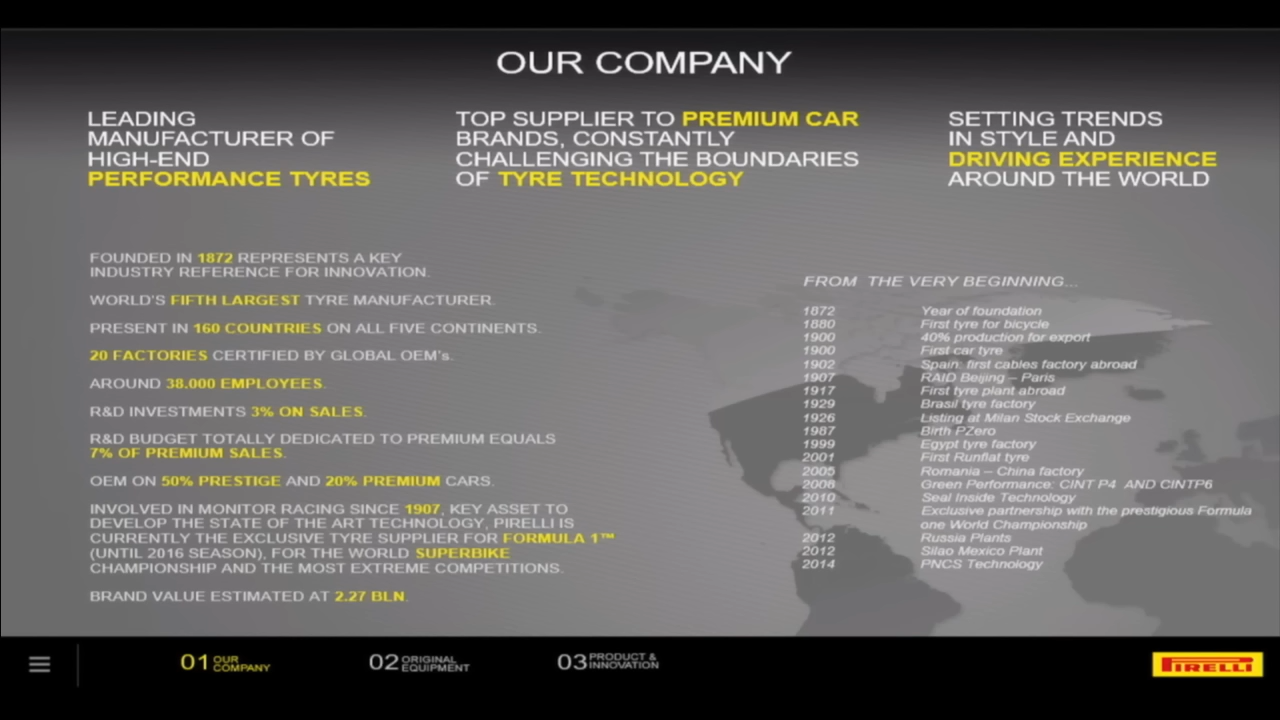 OUR COMPANY
LEADING
MANUFACTURER OF
HIGH-END
PERFORMANCE TYRES
TOP SUPPLIER TO PREMIUM CAR
BRANDS, CONSTANTLY
CHALLENGING THE BOUNDARIES
OF TYRE TECHNOLOGY
SETTING TRENDS
IN STYLE AND
DRIVING EXPERIENCE
AROUND THE WORLD
FOUNDED IN 1872 REPRESENTS A KEY
INDUSTRY REFERENCE FOR INNOVATION.
WORLD'S FIFTH LARGEST TYRE MANUFACTURER.
PRESENT IN 160 COUNTRIES ON ALL FIVE CONTINENTS.
20 FACTORIES CERTIFIED BY GLOBAL OEM's.
AROUND 38.000 EMPLOYEES.
R&D INVESTMENTS 3% ON SALES.
R&D BUDGET TOTALLY DEDICATED TO PREMIUM EQUALS
7% OF PREMIUM SALES.
OEM ON 50% PRESTIGE AND 20% PREMIUM CARS.
INVOLVED IN MONITOR RACING SINCE 1907, KEY ASSET TO
DEVELOP THE STATE OF THE ART TECHNOLOGY, PIRELLI IS
CURRENTLY THE EXCLUSIVE TYRE SUPPLIER FOR FORMULA 1™
(UNTIL 2016 SEASON), FOR THE WORLD SUPERBIKE
CHAMPIONSHIP AND THE MOST EXTREME COMPETITIONS.
BRAND VALUE ESTIMATED AT 2.27 BLN.
FROM THE VERY BEGINNING...
1872 Year of foundation
1880 First tyre for bicycle
1900 40% production for export
1900 First car tyre
1902 Spain: first cables factory abroad
1907 RAID Beijing – Paris
1917 First tyre plant abroad
1929 Brasil tyre factory
1926 Listing at Milan Stock Exchange
1987 Birth PZero
1999 Egypt tyre factory
2001 First Runflat tyre
2005 Romania – China factory
2008 Green Performance: CINT P4 AND CINTP6
2010 Seal Inside Technology
2011 Exclusive partnership with the prestigious Formula
one World Championship
2012 Russia Plants
2012 Silao Mexico Plant
2014 PNCS Technology
01 OUR COMPANY
02 ORIGINAL EQUIPMENT
03 PRODUCT & INNOVATION
PIRELLI